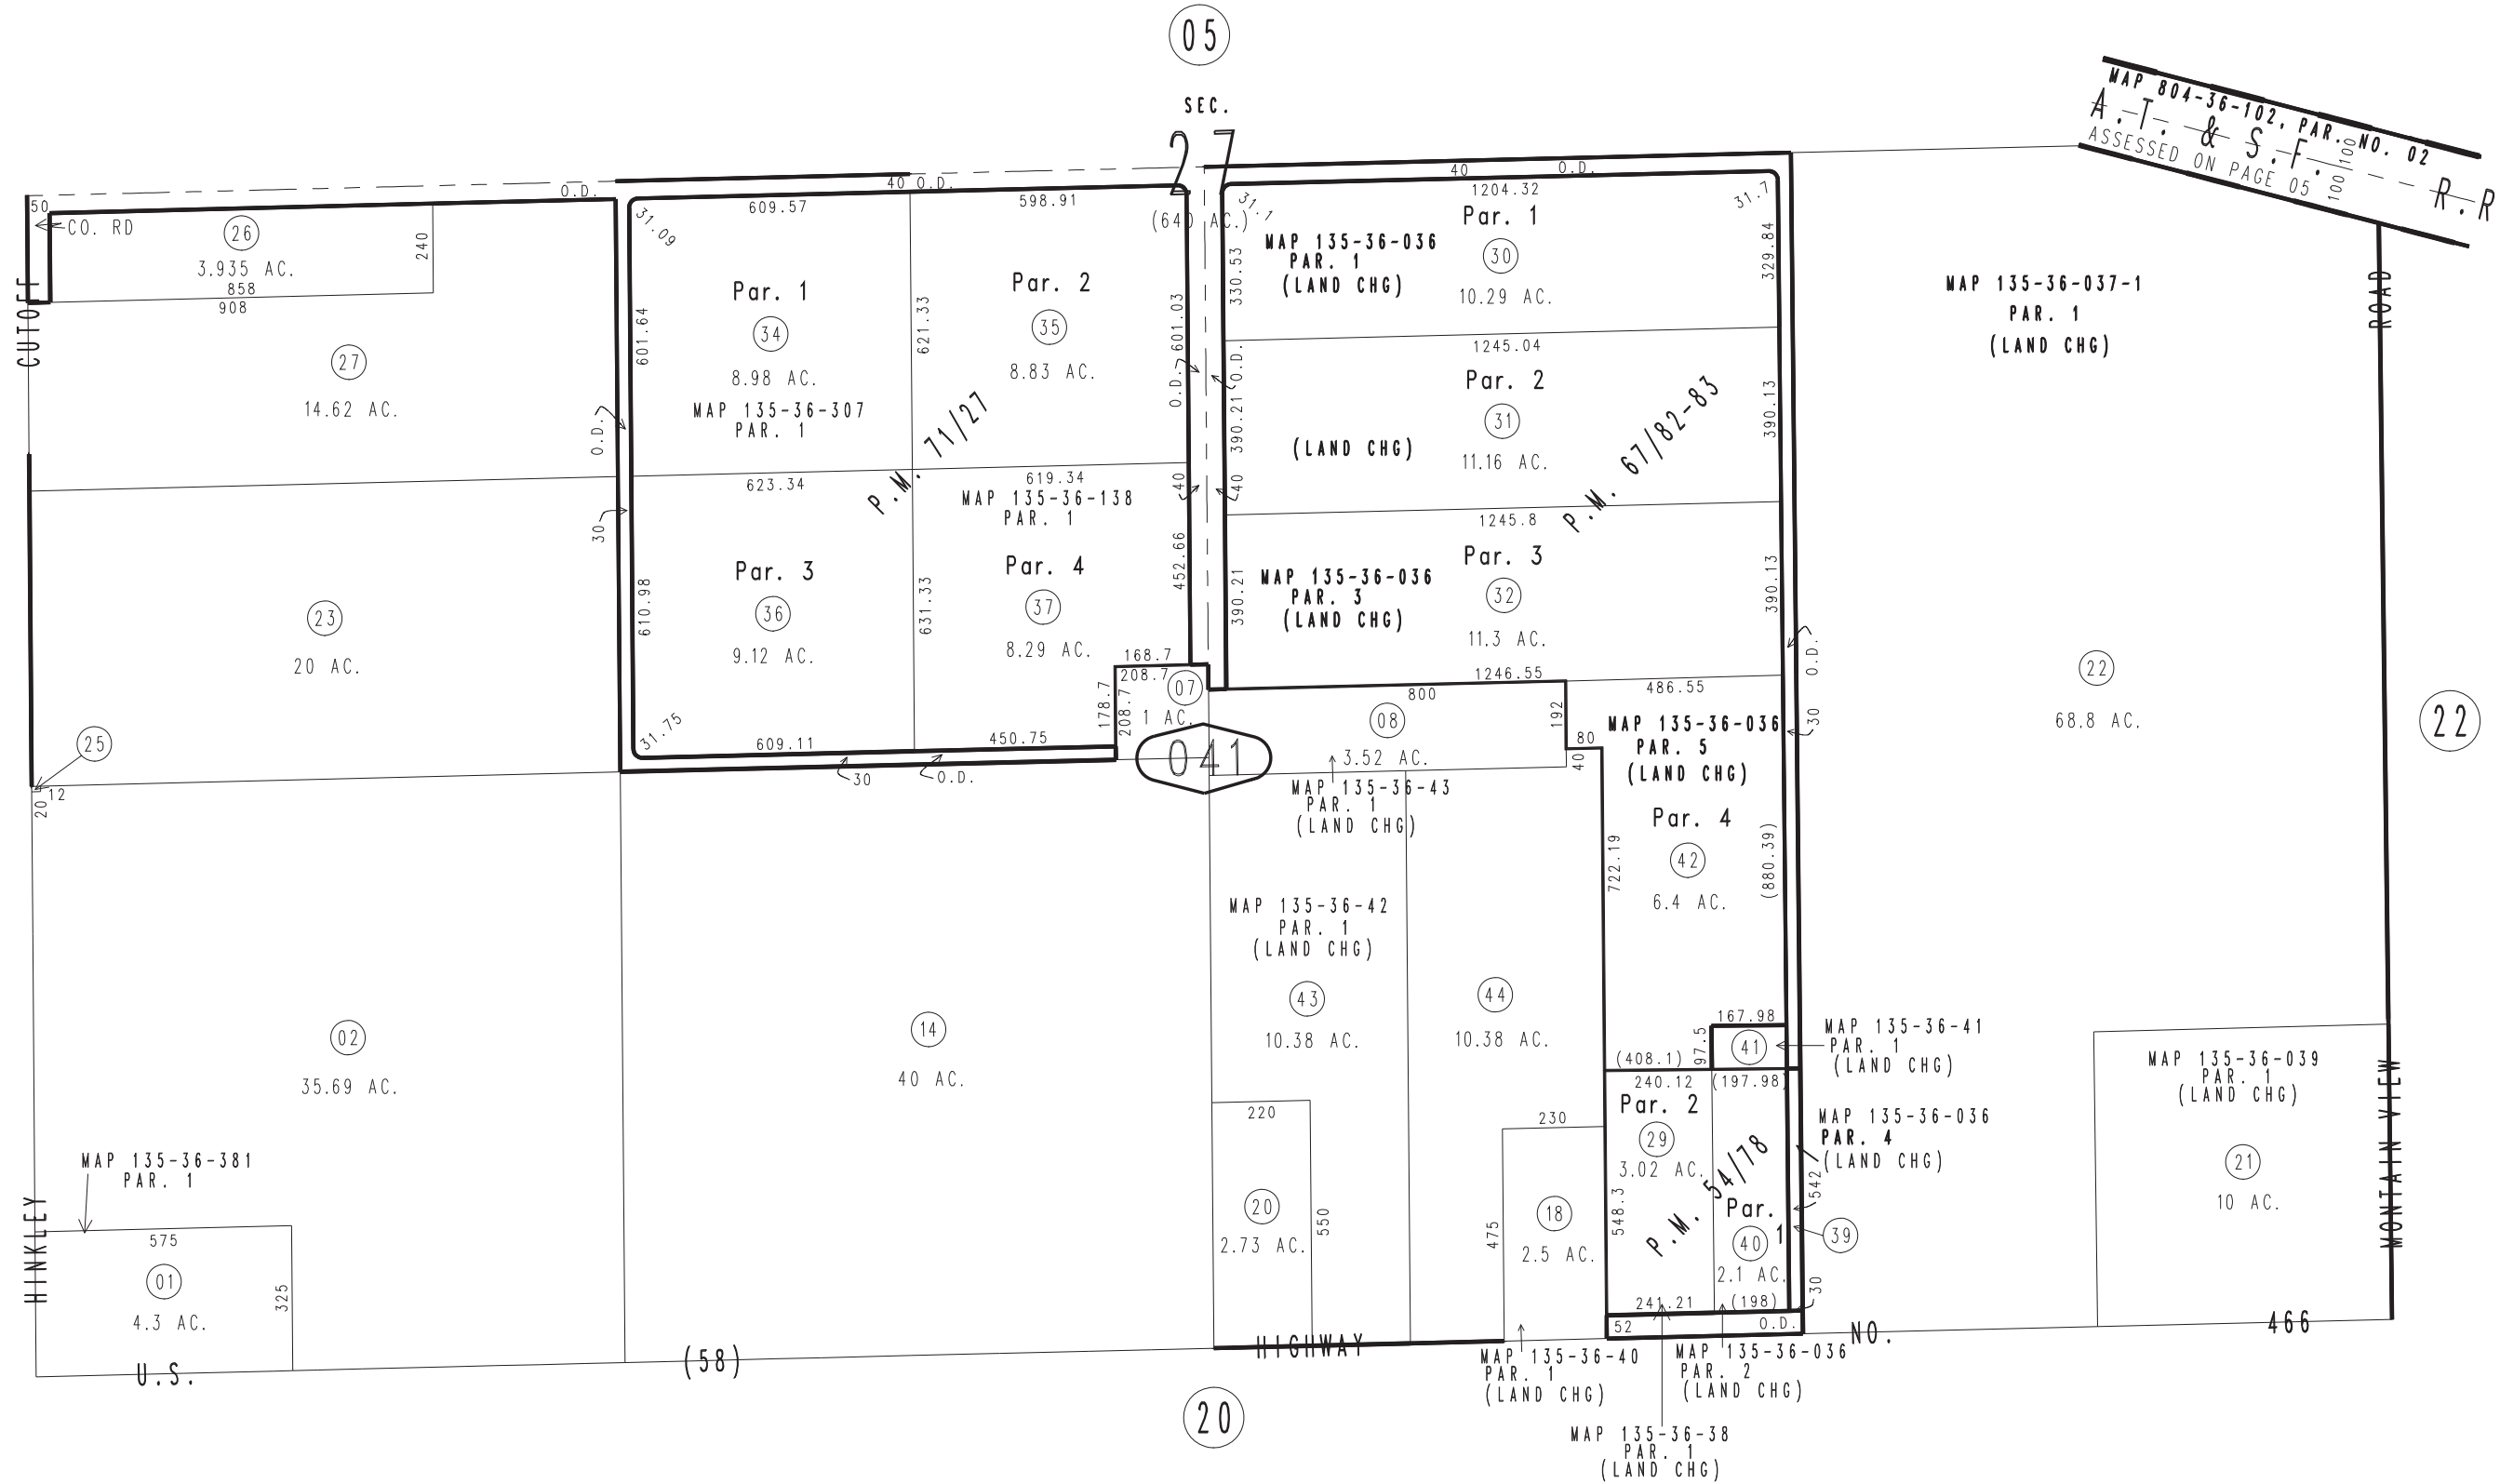 05
SEC.
27
(640 AC.)
MAP 804-36-102, PAR. NO. 02
A.T. & S.F. R.R
ASSESSED ON PAGE 05
100/100
50
CO. RD
O.D.
26
3.935 AC.
240
858
908
CUTOFF
27
14.62 AC.
O.D.
30
23
20 AC.
25
12
20
40 O.D.
609.57
31.09
601.64
Par. 1
34
8.98 AC.
MAP 135-36-307
PAR. 1
621.33
598.91
Par. 2
35
8.83 AC.
601.03
O.D.
P.M. 71/27
623.34
619.34
MAP 135-36-138
PAR. 1
40
610.98
Par. 3
36
9.12 AC.
631.33
Par. 4
37
8.29 AC.
452.66
31.75
609.11
450.75
30
O.D.
168.7
208.7
178.7
208.7
07
1 AC.
041
40
O.D.
1204.32
31.1
31.7
330.53
329.84
MAP 135-36-036
PAR. 1
(LAND CHG)
Par. 1
30
10.29 AC.
1245.04
O.D.
390.21
390.13
(LAND CHG)
Par. 2
31
11.16 AC.
P.M. 67/82-83
40
1245.8
390.21
390.13
MAP 135-36-036
PAR. 3
(LAND CHG)
Par. 3
32
11.3 AC.
1246.55
O.D.
30
800
08
3.52 AC.
192
80
40
MAP 135-36-43
PAR. 1
(LAND CHG)
486.55
MAP 135-36-036
PAR. 5
(LAND CHG)
Par. 4
42
6.4 AC.
722.19
(880.39)
MAP 135-36-037-1
PAR. 1
(LAND CHG)
ROAD
22
68.8 AC.
22
02
35.69 AC.
14
40 AC.
MAP 135-36-42
PAR. 1
(LAND CHG)
43
10.38 AC.
44
10.38 AC.
167.98
97.5
41
MAP 135-36-41
PAR. 1
(LAND CHG)
(408.1)
240.12
(197.98)
Par. 2
29
3.02 AC.
548.3
P.M. 54/78
Par. 1
40
2.1 AC.
241.21
(198)
MAP 135-36-036
PAR. 4
(LAND CHG)
542
39
30
52
O.D.
MAP 135-36-039
PAR. 1
(LAND CHG)
21
10 AC.
MONTAIN VIEW
220
20
2.73 AC.
550
230
475
18
2.5 AC.
MAP 135-36-381
PAR. 1
575
01
4.3 AC.
325
HINKLEY
U.S.
(58)
HIGHWAY
NO.
466
MAP 135-36-40
PAR. 1
(LAND CHG)
MAP 135-36-036
PAR. 2
(LAND CHG)
MAP 135-36-38
PAR. 1
(LAND CHG)
20